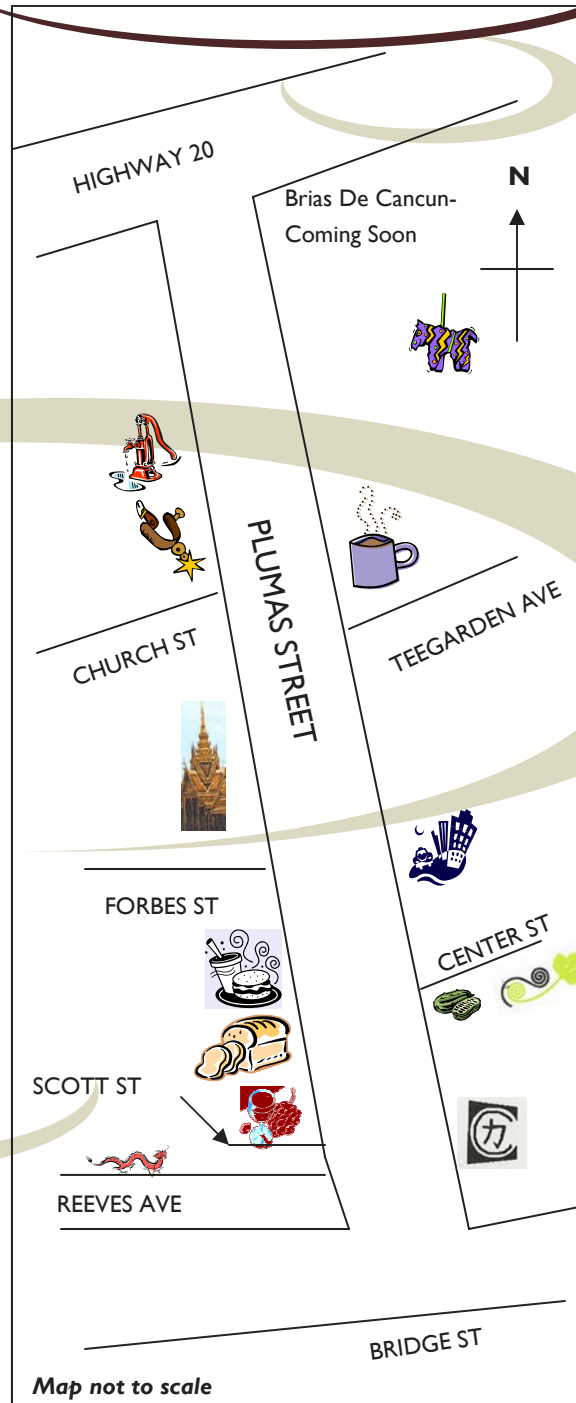 HIGHWAY 20
Brias De Cancun-
Coming Soon
N
PLUMAS STREET
CHURCH ST
TEEGARDEN AVE
FORBES ST
CENTER ST
SCOTT ST
カ
REEVES AVE
BRIDGE ST
Map not to scale